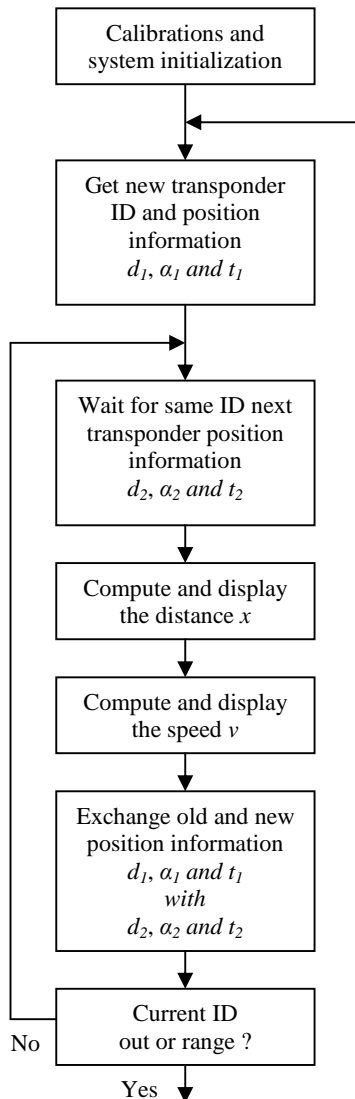 Calibrations and
system initialization
Get new transponder
ID and position
information
d₁, α₁ and t₁
Wait for same ID next
transponder position
information
d₂, α₂ and t₂
Compute and display
the distance x
Compute and display
the speed v
Exchange old and new
position information
d₁, α₁ and t₁
with
d₂, α₂ and t₂
Current ID
out or range ?
No
Yes